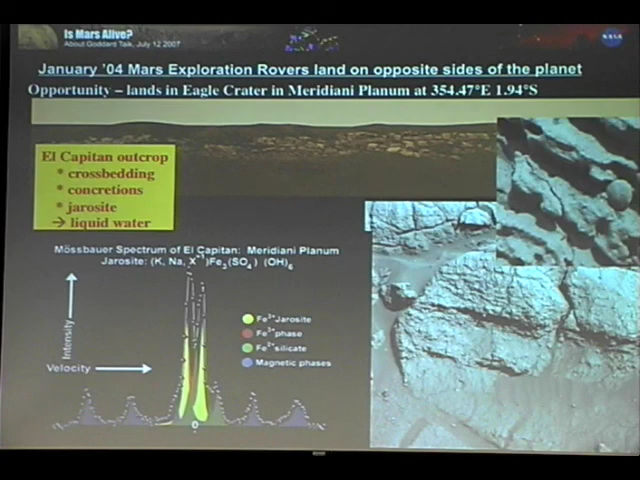 Is Mars Alive?
About Goddard Talk, July 12 2007
NASA
January '04 Mars Exploration Rovers land on opposite sides of the planet
Opportunity – lands in Eagle Crater in Meridiani Planum at 354.47°E 1.94°S
El Capitan outcrop
* crossbedding
* concretions
* jarosite
→ liquid water
Mössbauer Spectrum of El Capitan: Meridiani Planum
Jarosite: (K, Na, X⁺¹)Fe₃(SO₄) (OH)₆
Intensity
Velocity
Fe³⁺Jarosite
Fe³⁺phase
Fe²⁺silicate
Magnetic phases
0